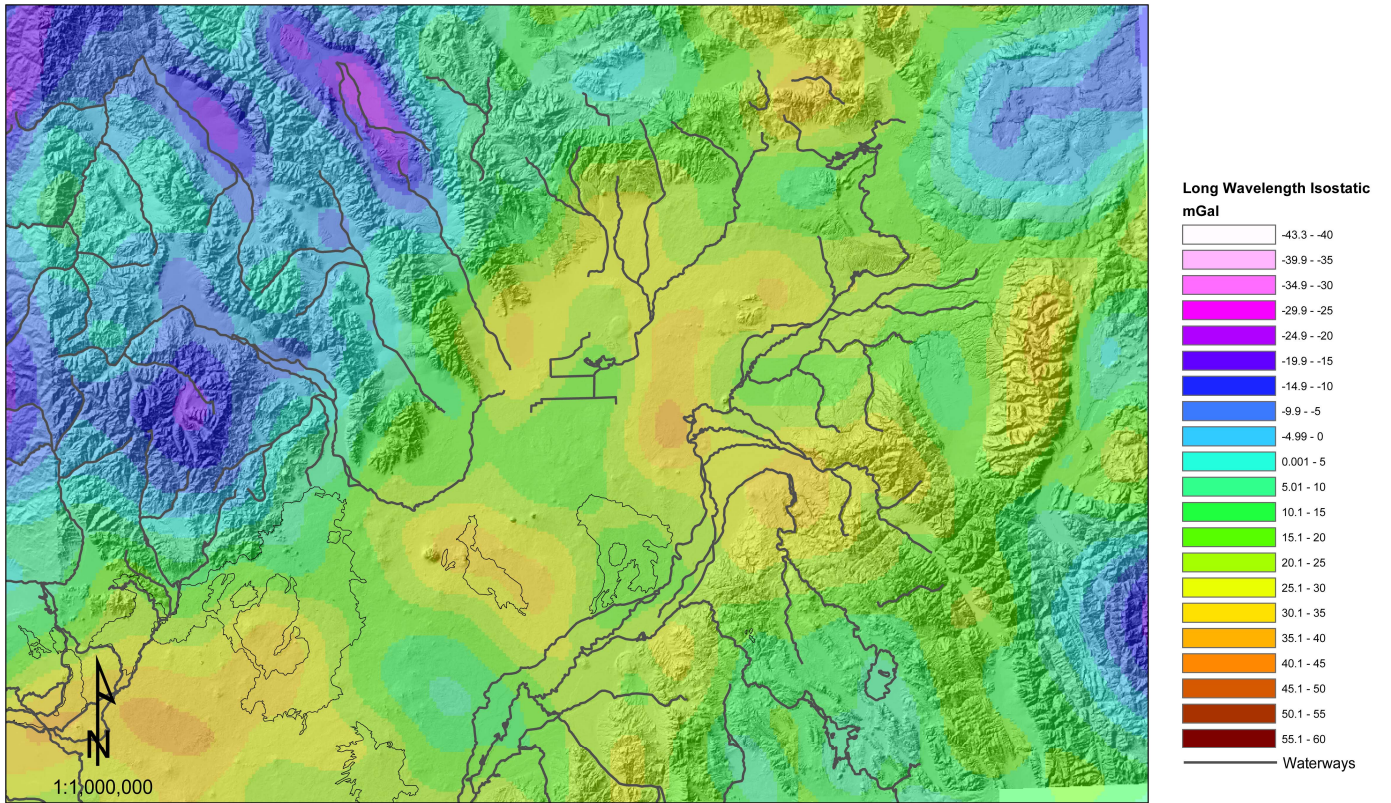 Long Wavelength Isostatic
mGal
-43.3 - -40
-39.9 - -35
-34.9 - -30
-29.9 - -25
-24.9 - -20
-19.9 - -15
-14.9 - -10
-9.9 - -5
-4.99 - 0
0.001 - 5
5.01 - 10
10.1 - 15
15.1 - 20
20.1 - 25
25.1 - 30
30.1 - 35
35.1 - 40
40.1 - 45
45.1 - 50
50.1 - 55
55.1 - 60
Waterways
N
1:1,000,000